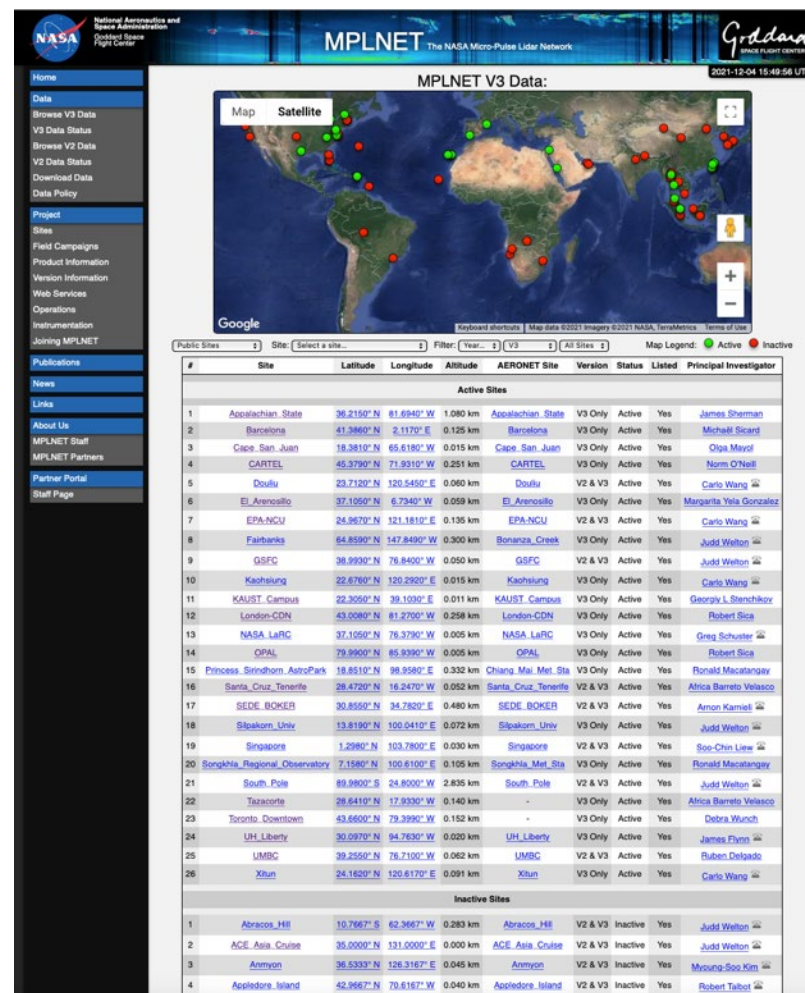 National Aeronautics and
Space Administration
Goddard Space
Flight Center
NASA
MPLNET The NASA Micro-Pulse Lidar Network
Goddard
SPACE FLIGHT CENTER
2021-12-04 15:49:56 UT
Home
Data
Browse V3 Data
V3 Data Status
Browse V2 Data
V2 Data Status
Download Data
Data Policy
Project
Sites
Field Campaigns
Product Information
Version Information
Web Services
Operations
Instrumentation
Joining MPLNET
Publications
News
Links
About Us
MPLNET Staff
MPLNET Partners
Partner Portal
Staff Page
MPLNET V3 Data:
Map Satellite
Google
Keyboard shortcuts Map data ©2021 Imagery ©2021 NASA, TerraMetrics Terms of Use
Public Sites Site: Select a site... Filter: Year... V3 All Sites Map Legend: Active Inactive
# Site Latitude Longitude Altitude AERONET Site Version Status Listed Principal Investigator
Active Sites
1 Appalachian_State 36.2150° N 81.6940° W 1.080 km Appalachian_State V3 Only Active Yes James Sherman
2 Barcelona 41.3860° N 2.1170° E 0.125 km Barcelona V3 Only Active Yes Michaël Sicard
3 Cape_San_Juan 18.3810° N 65.6180° W 0.015 km Cape_San_Juan V3 Only Active Yes Olga Mayol
4 CARTEL 45.3790° N 71.9310° W 0.251 km CARTEL V3 Only Active Yes Norm O'Neill
5 Douliu 23.7120° N 120.5450° E 0.060 km Douliu V2 & V3 Active Yes Carlo Wang
6 El_Arenosillo 37.1050° N 6.7340° W 0.059 km El_Arenosillo V3 Only Active Yes Margarita Yela Gonzalez
7 EPA-NCU 24.9670° N 121.1810° E 0.135 km EPA-NCU V2 & V3 Active Yes Carlo Wang
8 Fairbanks 64.8590° N 147.8490° W 0.300 km Bonanza_Creek V3 Only Active Yes Judd Welton
9 GSFC 38.9930° N 76.8400° W 0.050 km GSFC V2 & V3 Active Yes Judd Welton
10 Kaohsiung 22.6760° N 120.2920° E 0.015 km Kaohsiung V3 Only Active Yes Carlo Wang
11 KAUST_Campus 22.3050° N 39.1030° E 0.011 km KAUST_Campus V3 Only Active Yes Georgiy L Stenchikov
12 London-CDN 43.0080° N 81.2700° W 0.258 km London-CDN V3 Only Active Yes Robert Sica
13 NASA_LaRC 37.1050° N 76.3790° W 0.005 km NASA_LaRC V3 Only Active Yes Greg Schuster
14 OPAL 79.9900° N 85.9390° W 0.005 km OPAL V3 Only Active Yes Robert Sica
15 Princess_Sirindhorn_AstroPark 18.8510° N 98.9580° E 0.332 km Chiang_Mai_Met_Sta V3 Only Active Yes Ronald Macatangay
16 Santa_Cruz_Tenerife 28.4720° N 16.2470° W 0.052 km Santa_Cruz_Tenerife V2 & V3 Active Yes Africa Barreto Velasco
17 SEDE_BOKER 30.8550° N 34.7820° E 0.480 km SEDE_BOKER V2 & V3 Active Yes Arnon Karnieli
18 Silpakorn_Univ 13.8190° N 100.0410° E 0.072 km Silpakorn_Univ V3 Only Active Yes Judd Welton
19 Singapore 1.2980° N 103.7800° E 0.030 km Singapore V2 & V3 Active Yes Soo-Chin Liew
20 Songkhla_Regional_Observatory 7.1580° N 100.6100° E 0.105 km Songkhla_Met_Sta V3 Only Active Yes Ronald Macatangay
21 South_Pole 89.9800° S 24.8000° W 2.835 km South_Pole V2 & V3 Active Yes Judd Welton
22 Tazacorte 28.6410° N 17.9330° W 0.140 km - V3 Only Active Yes Africa Barreto Velasco
23 Toronto_Downtown 43.6600° N 79.3990° W 0.152 km - V3 Only Active Yes Debra Wunch
24 UH_Liberty 30.0970° N 94.7630° W 0.020 km UH_Liberty V3 Only Active Yes James Flynn
25 UMBC 39.2550° N 76.7100° W 0.062 km UMBC V2 & V3 Active Yes Ruben Delgado
26 Xitun 24.1620° N 120.6170° E 0.091 km Xitun V3 Only Active Yes Carlo Wang
Inactive Sites
1 Abracos_Hill 10.7667° S 62.3667° W 0.283 km Abracos_Hill V2 & V3 Inactive Yes Judd Welton
2 ACE_Asia_Cruise 35.0000° N 131.0000° E 0.000 km ACE_Asia_Cruise V2 & V3 Inactive Yes Judd Welton
3 Anmyon 36.5333° N 126.3167° E 0.045 km Anmyon V2 & V3 Inactive Yes Myoung-Soo Kim
4 Appledore_Island 42.9667° N 70.6167° W 0.040 km Appledore_Island V2 & V3 Inactive Yes Robert Talbot